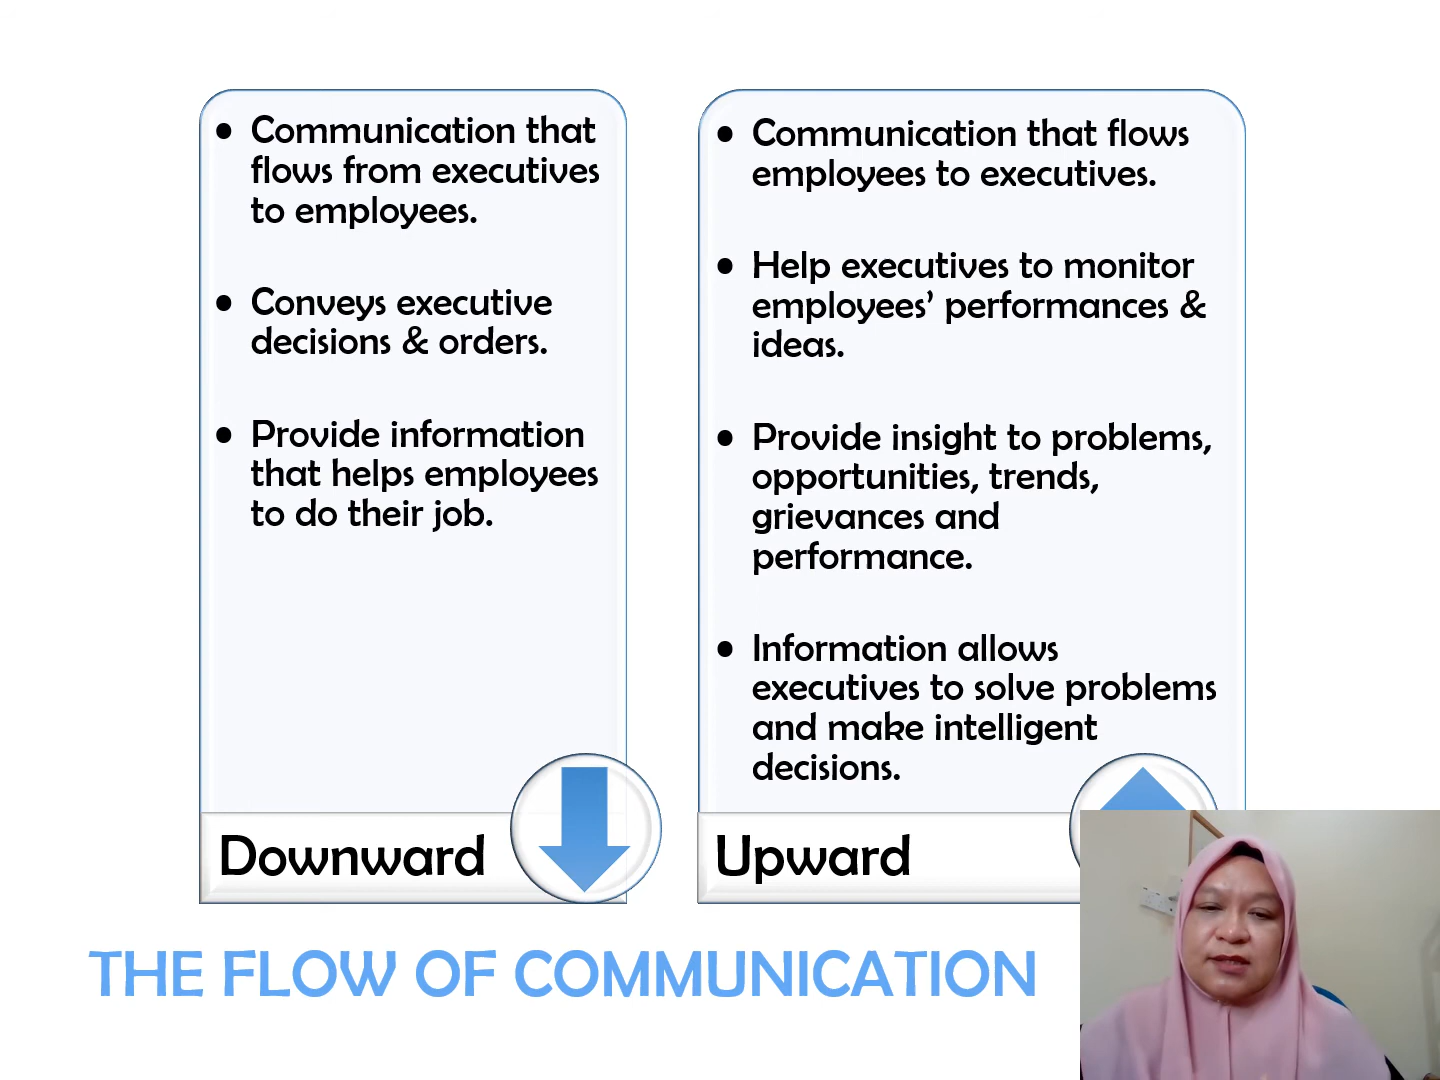 • Communication that
flows from executives
to employees.
• Conveys executive
decisions & orders.
• Provide information
that helps employees
to do their job.
Downward
• Communication that flows
employees to executives.
• Help executives to monitor
employees’ performances &
ideas.
• Provide insight to problems,
opportunities, trends,
grievances and
performance.
• Information allows
executives to solve problems
and make intelligent
decisions.
Upward
THE FLOW OF COMMUNICATION